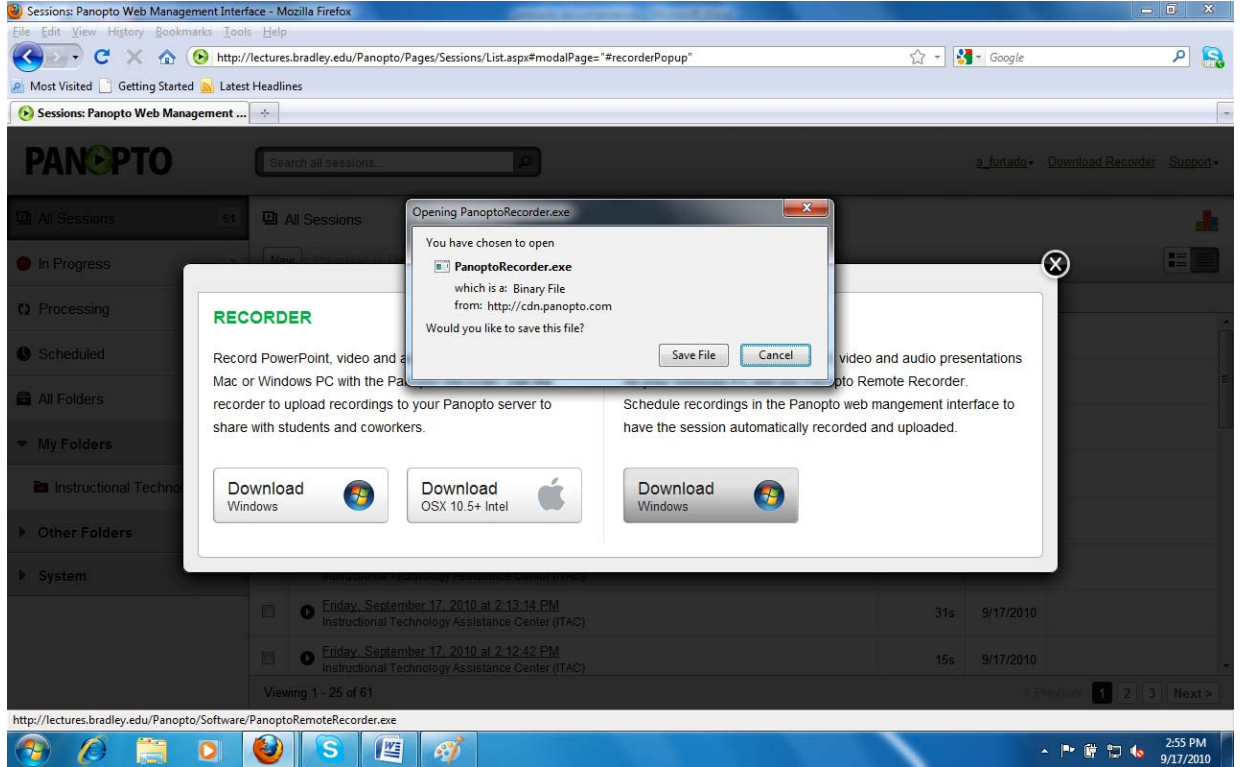 Sessions: Panopto Web Management Interface - Mozilla Firefox
File Edit View History Bookmarks Tools Help
http://lectures.bradley.edu/Panopto/Pages/Sessions/List.aspx#modalPage="#recorderPopup"
Google
Most Visited Getting Started Latest Headlines
Sessions: Panopto Web Management ...
PANOPTO
Search all sessions...
a_furtado Download Recorder Support
All Sessions 61
All Sessions
In Progress
New
Processing
Scheduled
All Folders
My Folders
Instructional Techno
Other Folders
System
Opening PanoptoRecorder.exe
You have chosen to open
PanoptoRecorder.exe
which is a: Binary File
from: http://cdn.panopto.com
Would you like to save this file?
Save File Cancel
RECORDER
Record PowerPoint, video and
Mac or Windows PC with the
recorder to upload recordings to your Panopto server to
share with students and coworkers.
Download
Windows
Download
OSX 10.5+ Intel
video and audio presentations
Remote Recorder.
Schedule recordings in the Panopto web mangement interface to
have the session automatically recorded and uploaded.
Download
Windows
Instructional Technology Assistance Center (ITAC)
Friday, September 17, 2010 at 2:13:14 PM
Instructional Technology Assistance Center (ITAC)
31s 9/17/2010
Friday, September 17, 2010 at 2:12:42 PM
Instructional Technology Assistance Center (ITAC)
15s 9/17/2010
Viewing 1 - 25 of 61
« Previous 1 2 3 Next »
http://lectures.bradley.edu/Panopto/Software/PanoptoRemoteRecorder.exe
2:55 PM
9/17/2010